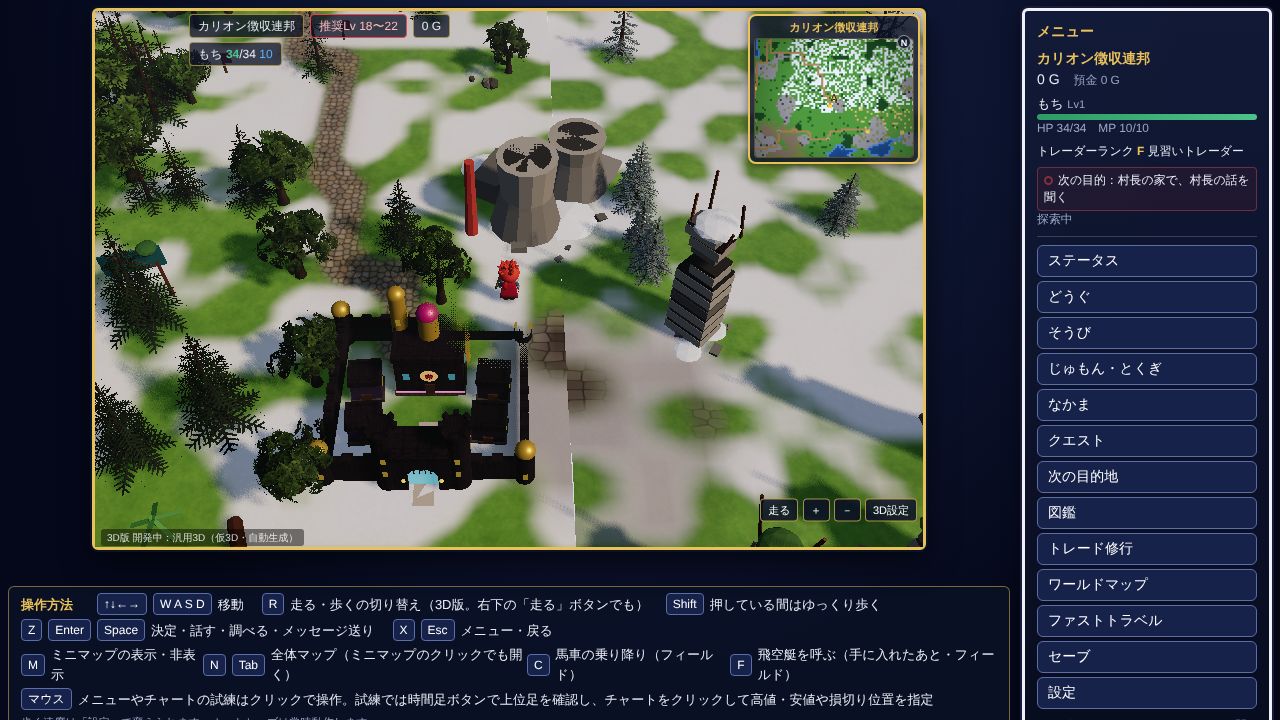 カリオン徴収連邦
推奨Lv 18〜22
0 G
もち 34/34 10
カリオン徴収連邦
N
走る
＋
－
3D設定
3D版 開発中：汎用3D（仮3D・自動生成）
メニュー
カリオン徴収連邦
0 G 預金 0 G
もち Lv1
HP 34/34 MP 10/10
トレーダーランク F 見習いトレーダー
次の目的：村長の家で、村長の話を
聞く
探索中
ステータス
どうぐ
そうび
じゅもん・とくぎ
なかま
クエスト
次の目的地
図鑑
トレード修行
ワールドマップ
ファストトラベル
セーブ
設定
操作方法 ↑↓←→ W A S D 移動 R 走る・歩くの切り替え（3D版。右下の「走る」ボタンでも） Shift 押している間はゆっくり歩く
Z Enter Space 決定・話す・調べる・メッセージ送り X Esc メニュー・戻る
M ミニマップの表示・非表示 N Tab 全体マップ（ミニマップのクリックでも開く） C 馬車の乗り降り（フィールド） F 飛空艇を呼ぶ（手に入れたあと・フィールド）
マウス メニューやチャートの試練はクリックで操作。試練では時間足ボタンで上位足を確認し、チャートをクリックして高値・安値や損切り位置を指定